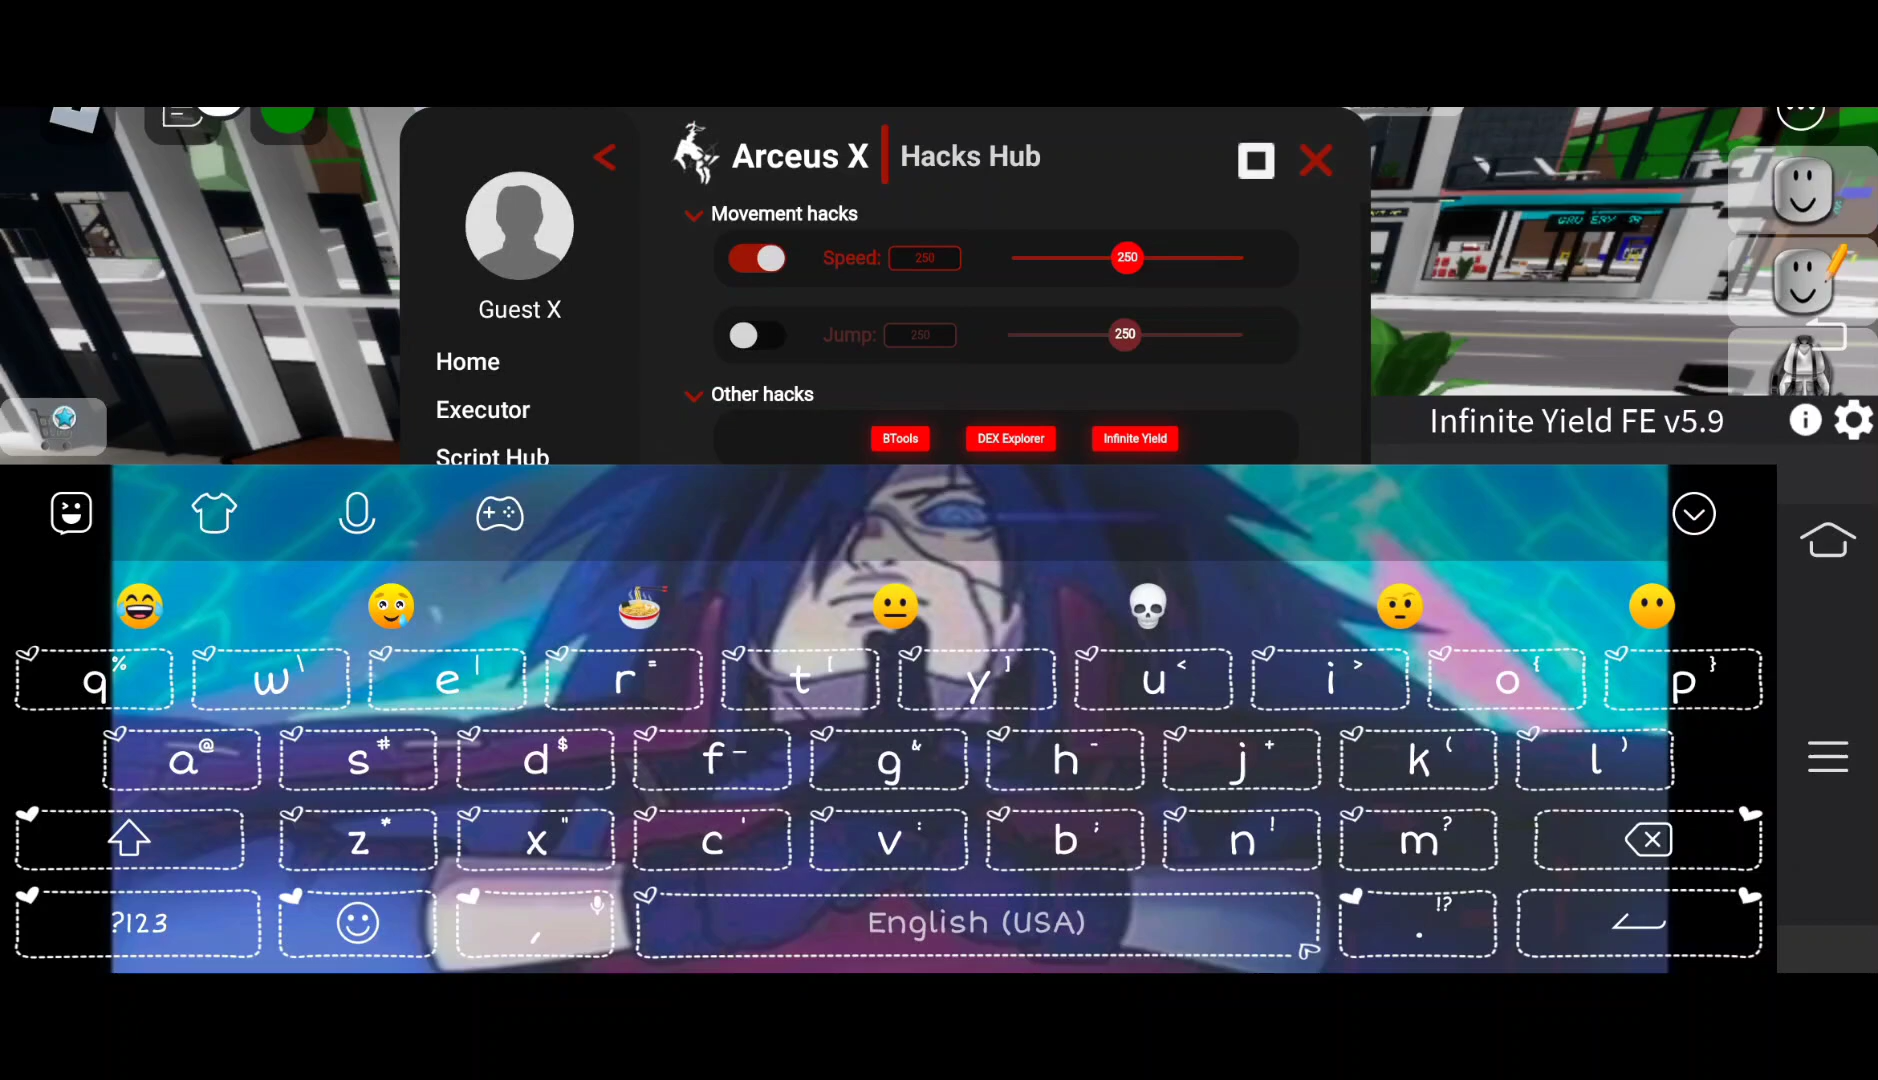 Arceus X
Hacks Hub
Movement hacks
Speed: 250
250
Jump: 250
250
Guest X
Home
Executor
Script Hub
Other hacks
BTools
DEX Explorer
Infinite Yield
Infinite Yield FE v5.9
q % w \ e | r = t [ y ] u < i > o { p }
a @ s # d $ f – g & h - j + k ( l )
z * x " c ' v : b ; n ! m ?
?123 , English (USA) . !?